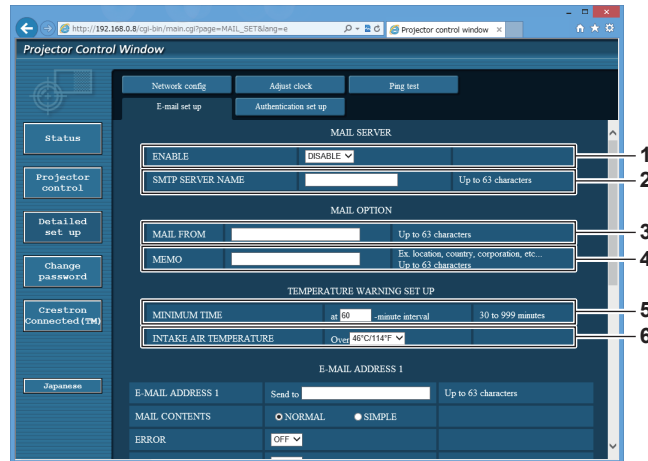 http://192.168.0.8/cgi-bin/main.cgi?page=MAIL_SET&lang=e
Projector control window
Projector Control Window
Network config
Adjust clock
Ping test
E-mail set up
Authentication set up
Status
Projector control
Detailed set up
Change password
Crestron Connected(TM)
Japanese
MAIL SERVER
ENABLE DISABLE 1
SMTP SERVER NAME Up to 63 characters 2
MAIL OPTION
MAIL FROM Up to 63 characters 3
MEMO Ex. location, country, corporation, etc... 4
Up to 63 characters
TEMPERATURE WARNING SET UP
MINIMUM TIME at 60 -minute interval 30 to 999 minutes 5
INTAKE AIR TEMPERATURE Over 46°C/114°F 6
E-MAIL ADDRESS 1
E-MAIL ADDRESS 1 Send to Up to 63 characters
MAIL CONTENTS NORMAL SIMPLE
ERROR OFF